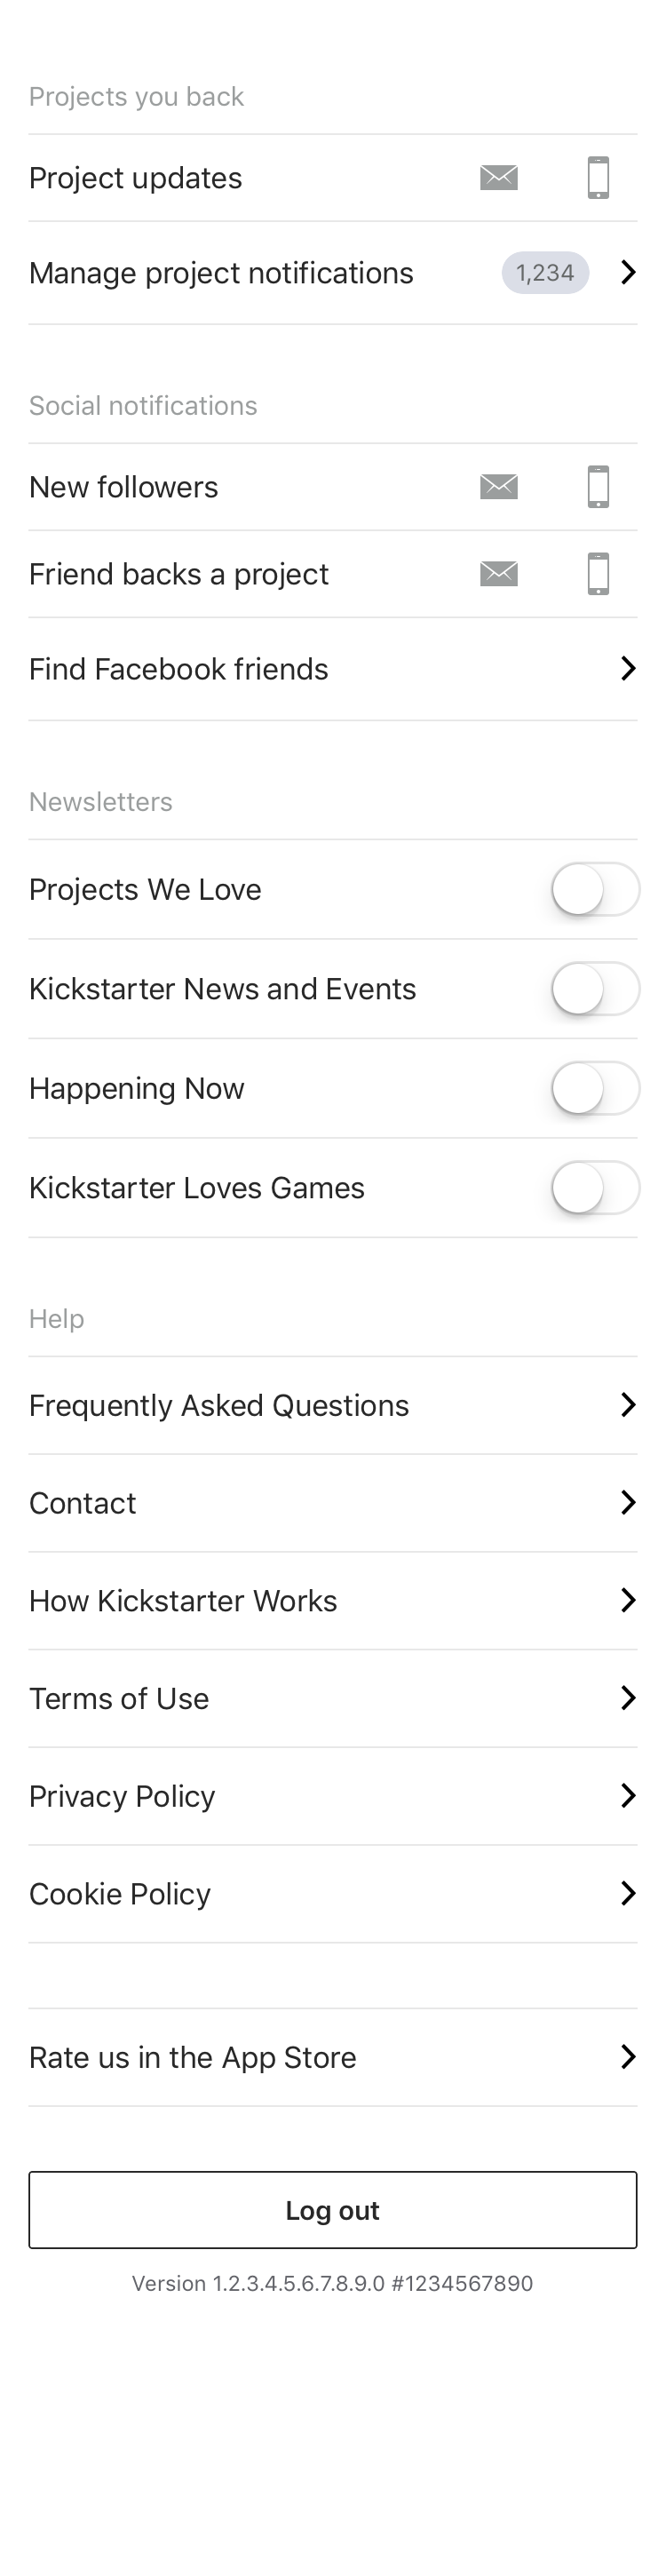 Projects you back
Project updates
Manage project notifications 1,234
Social notifications
New followers
Friend backs a project
Find Facebook friends
Newsletters
Projects We Love
Kickstarter News and Events
Happening Now
Kickstarter Loves Games
Help
Frequently Asked Questions
Contact
How Kickstarter Works
Terms of Use
Privacy Policy
Cookie Policy
Rate us in the App Store
Log out
Version 1.2.3.4.5.6.7.8.9.0 #1234567890